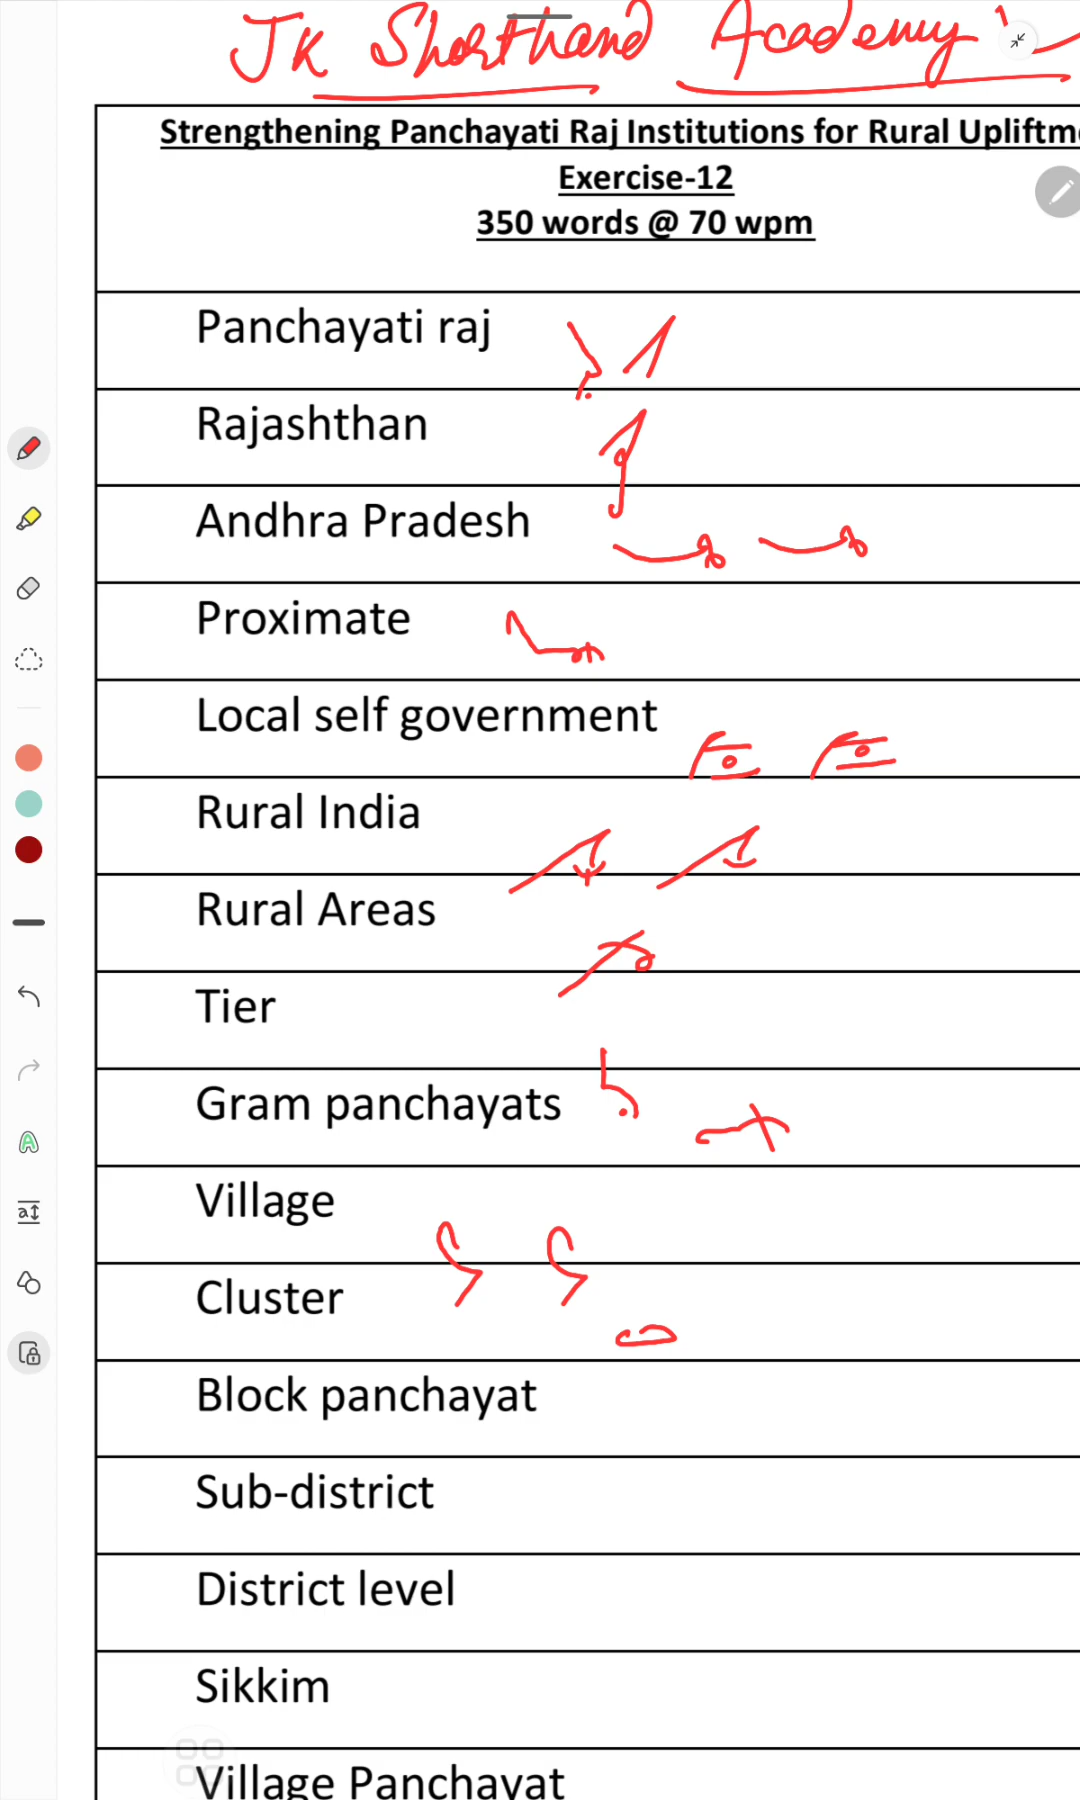 JK Shorthand Academy
Strengthening Panchayati Raj Institutions for Rural Upliftm
Exercise-12
350 words @ 70 wpm
Panchayati raj
Rajashthan
Andhra Pradesh
Proximate
Local self government
Rural India
Rural Areas
Tier
Gram panchayats
Village
Cluster
Block panchayat
Sub-district
District level
Sikkim
Village Panchayat